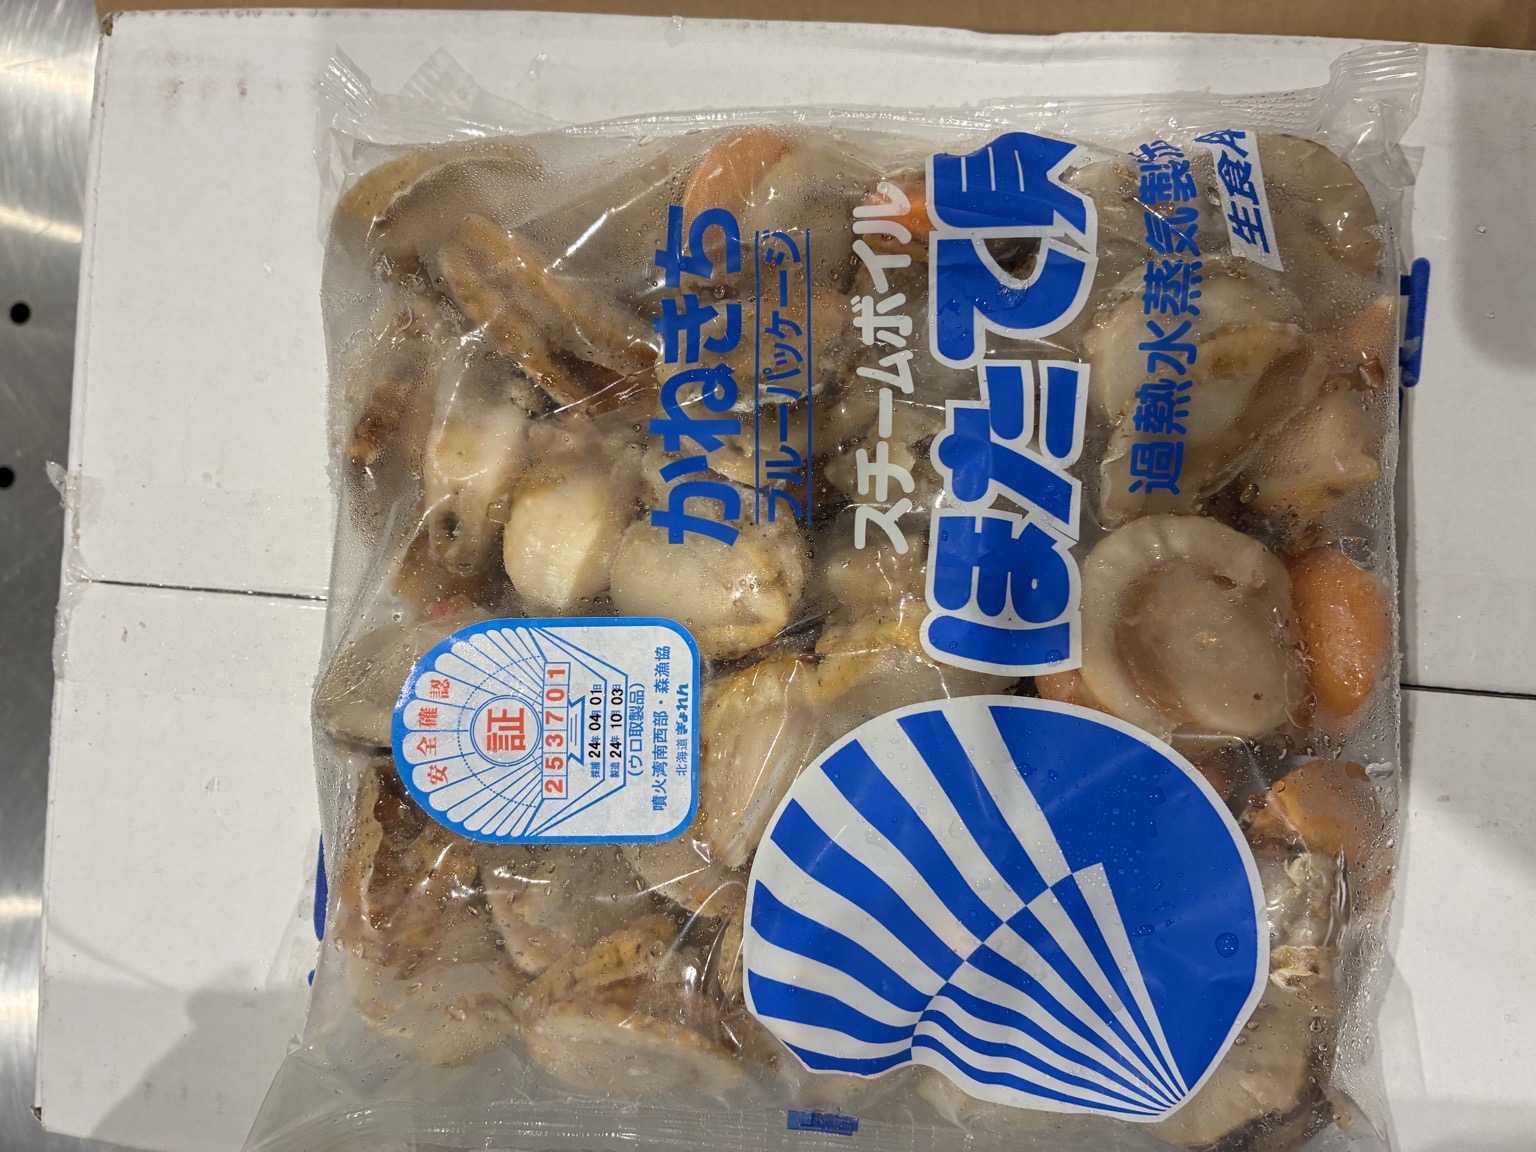 生食用
過熱水蒸気製法
ほたて貝
スチームボイル
かねきち
ブルーパッケージ
安全確認
証
253701
採捕 24年 04月 01日
製造 24年 10月 03日
(ウロ取製品)
噴火湾南西部・森漁協
北海道 ぎょれん